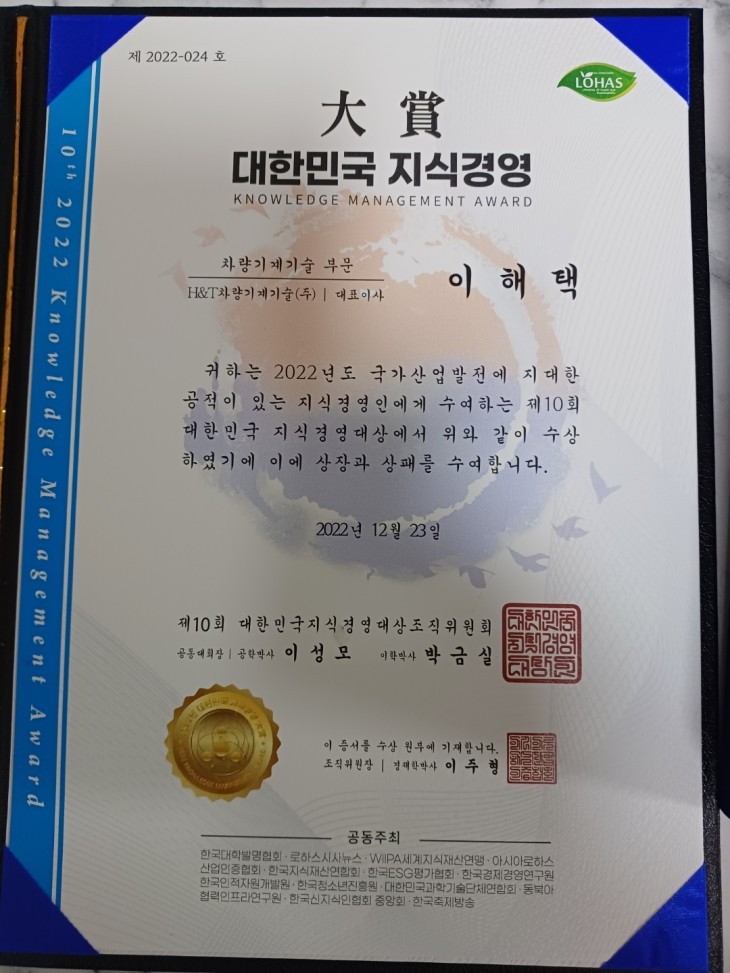 제 2022-024 호
LOHAS
大賞
대한민국 지식경영
KNOWLEDGE MANAGEMENT AWARD
10th 2022 Knowledge Management Award
차량기계기술 부문
H&T차량기계기술(주) | 대표이사
이해택
귀하는 2022년도 국가산업발전에 지대한
공적이 있는 지식경영인에게 수여하는 제10회
대한민국 지식경영대상에서 위와 같이 수상
하였기에 이에 상장과 상패를 수여합니다.
2022년 12월 23일
제10회 대한민국지식경영대상조직위원회
공동대회장 | 공학박사 이성모 이학박사 박금실
이 증서를 수상 원부에 기재합니다.
조직위원장 | 경제학박사 이주형
공동주최
한국대학발명협회 · 로하스시사뉴스 · WIIPA세계지식재산연맹 · 아시아로하스
산업인증협회 · 한국지식재산연합회 · 한국ESG평가협회 · 한국경제경영연구원
한국인적자원개발원 · 한국청소년진흥원 · 대한민국과학기술단체연합회 · 동북아
협력인프라연구원 · 한국신지식인협회 중앙회 · 한국축제방송